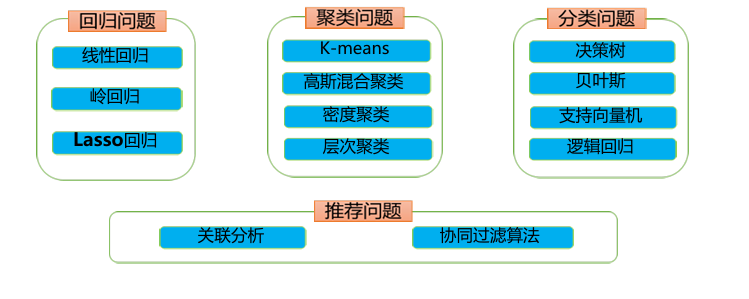 回归问题
线性回归
岭回归
Lasso回归
聚类问题
K-means
高斯混合聚类
密度聚类
层次聚类
分类问题
决策树
贝叶斯
支持向量机
逻辑回归
推荐问题
关联分析
协同过滤算法